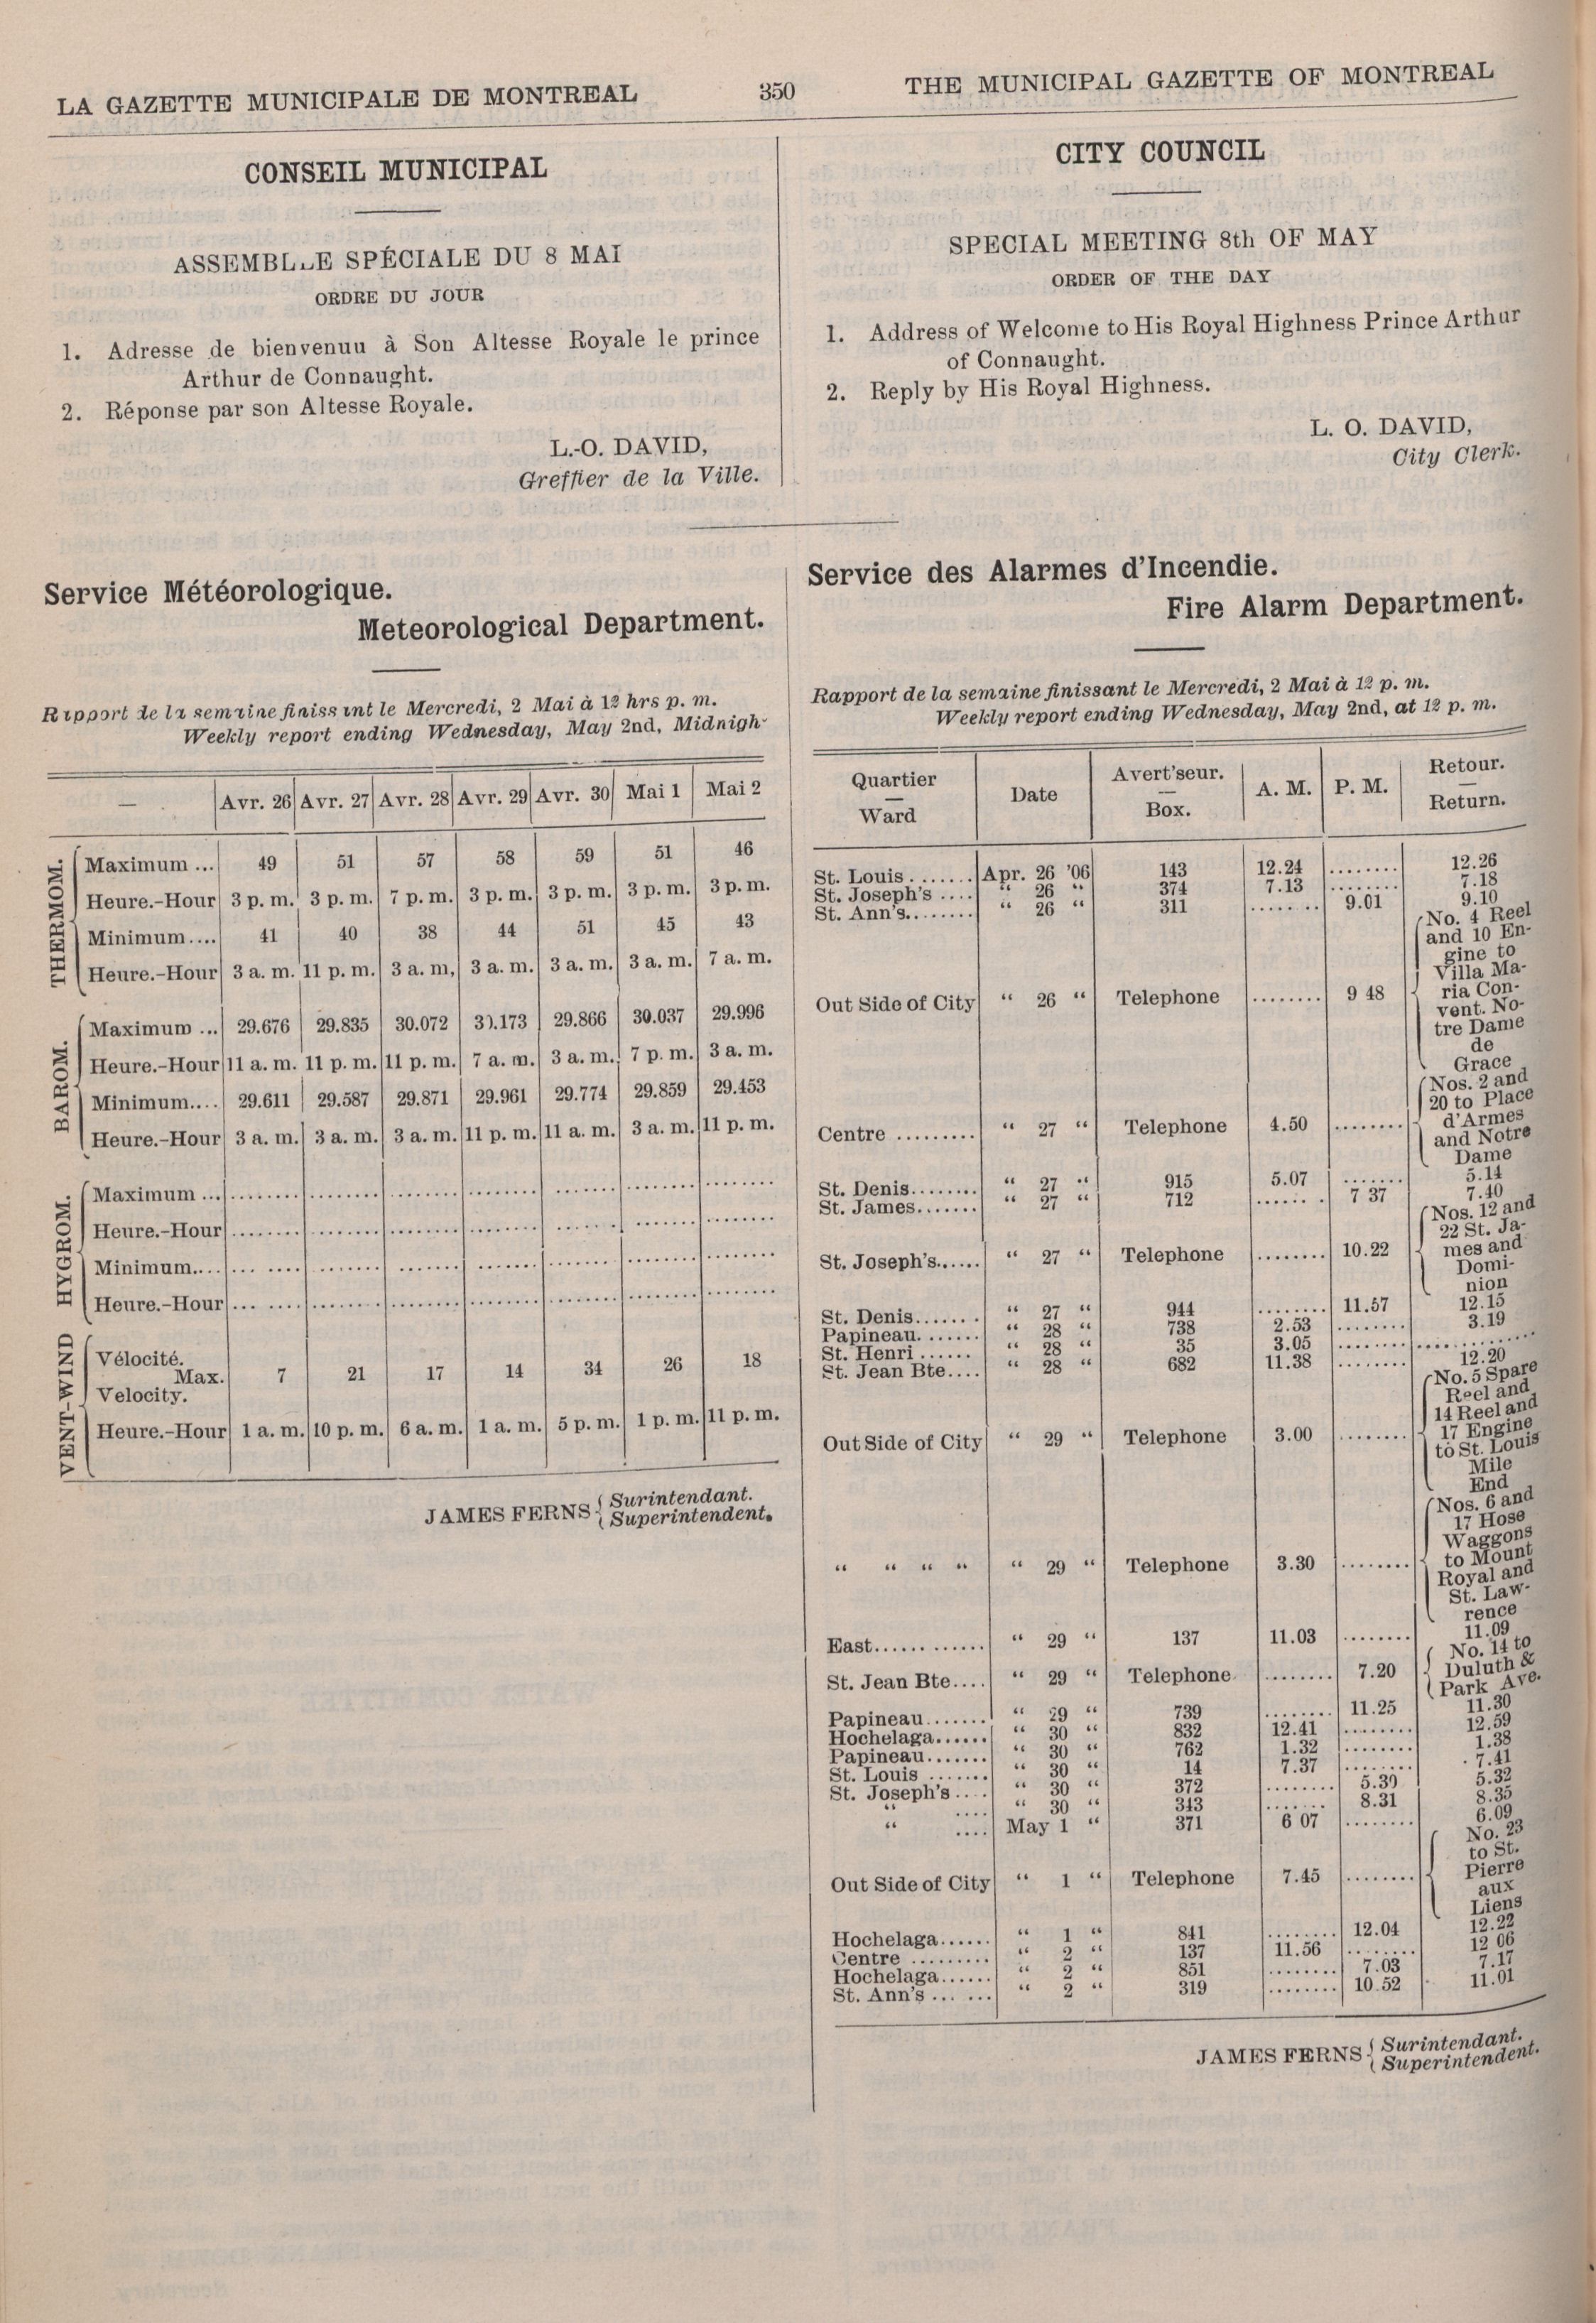 LA GAZETTE MUNICIPALE DE MONTREAL 350 THE MUNICIPAL GAZETTE OF MONTREAL
CONSEIL MUNICIPAL
ASSEMBLLE SPÉCIALE DU 8 MAI
ORDRE DU JOUR
1. Adresse de bienvenuu à Son Altesse Royale le prince
Arthur de Connaught.
2. Réponse par son Altesse Royale.
L.-O. DAVID,
Greffier de la Ville.
CITY COUNCIL
SPECIAL MEETING 8th OF MAY
ORDER OF THE DAY
1. Address of Welcome to His Royal Highness Prince Arthur
of Connaught.
2. Reply by His Royal Highness.
L. O. DAVID,
City Clerk.
Service Météorologique.
Meteorological Department.
Rapport de la semaine finissant le Mercredi, 2 Mai à 12 hrs p. m.
Weekly report ending Wednesday, May 2nd, Midnigh
— Avr. 26 Avr. 27 Avr. 28 Avr. 29 Avr. 30 Mai 1 Mai 2
THERMOM.
Maximum ... 49 51 57 58 59 51 46
Heure.-Hour 3 p. m. 3 p. m. 7 p. m. 3 p. m. 3 p. m. 3 p. m. 3 p. m.
Minimum.... 41 40 38 44 51 45 43
Heure.-Hour 3 a. m. 11 p. m. 3 a. m, 3 a. m. 3 a. m. 3 a. m. 7 a. m.
BAROM.
Maximum ... 29.676 29.835 30.072 30.173 29.866 30.037 29.996
Heure.-Hour 11 a. m. 11 p. m. 11 p. m. 7 a. m. 3 a. m. 7 p. m. 3 a. m.
Minimum.... 29.611 29.587 29.871 29.961 29.774 29.859 29.453
Heure.-Hour 3 a. m. 3 a. m. 3 a. m. 11 p. m. 11 a. m. 3 a. m. 11 p. m.
HYGROM.
Maximum ... ........ ........ ........ ........ ........ ........ ........
Heure.-Hour ........ ........ ........ ........ ........ ........ ........
Minimum.... ........ ........ ........ ........ ........ ........ ........
Heure.-Hour ........ ........ ........ ........ ........ ........ ........
VENT-WIND
Vélocité.
Max. 7 21 17 14 34 26 18
Velocity.
Heure.-Hour 1 a. m. 10 p. m. 6 a. m. 1 a. m. 5 p. m. 1 p. m. 11 p. m.
JAMES FERNS { Surintendant.
Superintendent.
Service des Alarmes d'Incendie.
Fire Alarm Department.
Rapport de la semaine finissant le Mercredi, 2 Mai à 12 p. m.
Weekly report ending Wednesday, May 2nd, at 12 p. m.
Quartier — Ward Date Avert'seur. — Box. A. M. P. M. Retour. — Return.
St. Louis....... Apr. 26 '06 143 12.24 ........ 12.26
St. Joseph's .... “ 26 “ 374 7.13 ........ 7.18
St. Ann's........ “ 26 “ 311 ........ 9.01 9.10
Out Side of City “ 26 “ Telephone ........ 9 48 No. 4 Reel
and 10 En-
gine to
Villa Ma-
ria Con-
vent. No-
tre Dame
de
Grace
Centre ......... “ 27 “ Telephone 4.50 ........ Nos. 2 and
20 to Place
d'Armes
and Notre
Dame
St. Denis........ “ 27 “ 915 5.07 ....... 5.14
St. James....... “ 27 “ 712 ...... . 7 37 7.40
St. Joseph's...... “ 27 “ Telephone ........ 10.22 Nos. 12 and
22 St. Ja-
mes and
Domi-
nion
St. Denis....... “ 27 “ 944 ........ 11.57 12.15
Papineau....... “ 28 “ 738 2.53 ........ 3.19
St. Henri ...... “ 28 “ 35 3.05 ........ ............
St. Jean Bte.... “ 28 “ 682 11.38 ........ 12.20
Out Side of City “ 29 “ Telephone 3.00 ........ No. 5 Spare
Reel and
14 Reel and
17 Engine
to St. Louis
Mile
End
“ “ “ “ “ 29 “ Telephone 3.30 ........ Nos. 6 and
17 Hose
Waggons
to Mount
Royal and
St. Law-
rence
East............ “ 29 “ 137 11.03 ........ 11.09
St. Jean Bte.... “ 29 “ Telephone ........ 7.20 No. 14 to
Duluth &
Park Ave.
Papineau....... “ 29 “ 739 ........ 11.25 11.30
Hochelaga...... “ 30 “ 832 12.41 ........ 12.59
Papineau....... “ 30 “ 762 1.32 ........ 1.38
St. Louis ....... “ 30 “ 14 7.37 ........ 7.41
St. Joseph's.... “ 30 “ 372 ........ 5.30 5.32
“ .... “ 30 “ 343 ....... 8.31 8.35
“ .... May 1 “ 371 6 07 ........ 6.09
Out Side of City “ 1 “ Telephone 7.45 ........ No. 23
to St.
Pierre
aux
Liens
Hochelaga...... “ 1 “ 841 ........ 12.04 12.22
Centre ......... “ 2 “ 137 11.56 ........ 12 06
Hochelaga...... “ 2 “ 851 ........ 7.03 7.17
St. Ann's ... ... “ 2 “ 319 ........ 10.52 11.01
JAMES FERNS { Surintendant.
Superintendent.